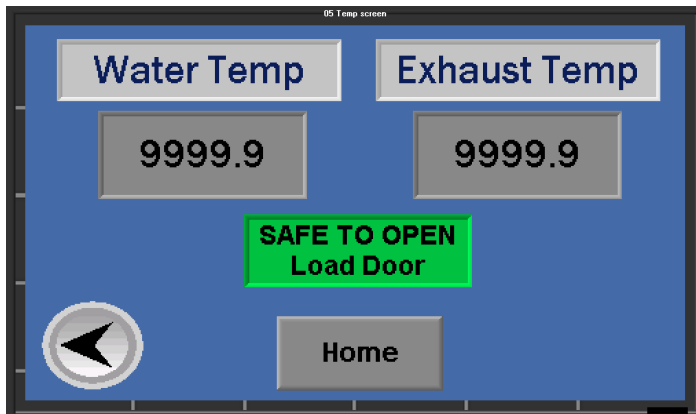 05 Temp screen
Water Temp
Exhaust Temp
9999.9
9999.9
SAFE TO OPEN
Load Door
Home